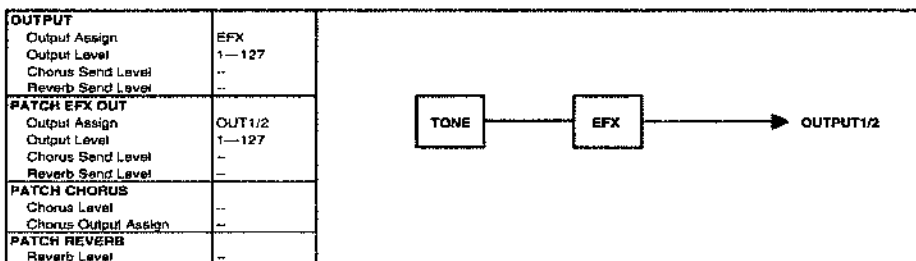 OUTPUT
Output Assign EFX
Output Level 1—127
Chorus Send Level --
Reverb Send Level --
PATCH EFX OUT
Output Assign OUT1/2
Output Level 1—127
Chorus Send Level --
Reverb Send Level --
PATCH CHORUS
Chorus Level --
Chorus Output Assign --
PATCH REVERB
Reverb Level --
TONE EFX OUTPUT1/2